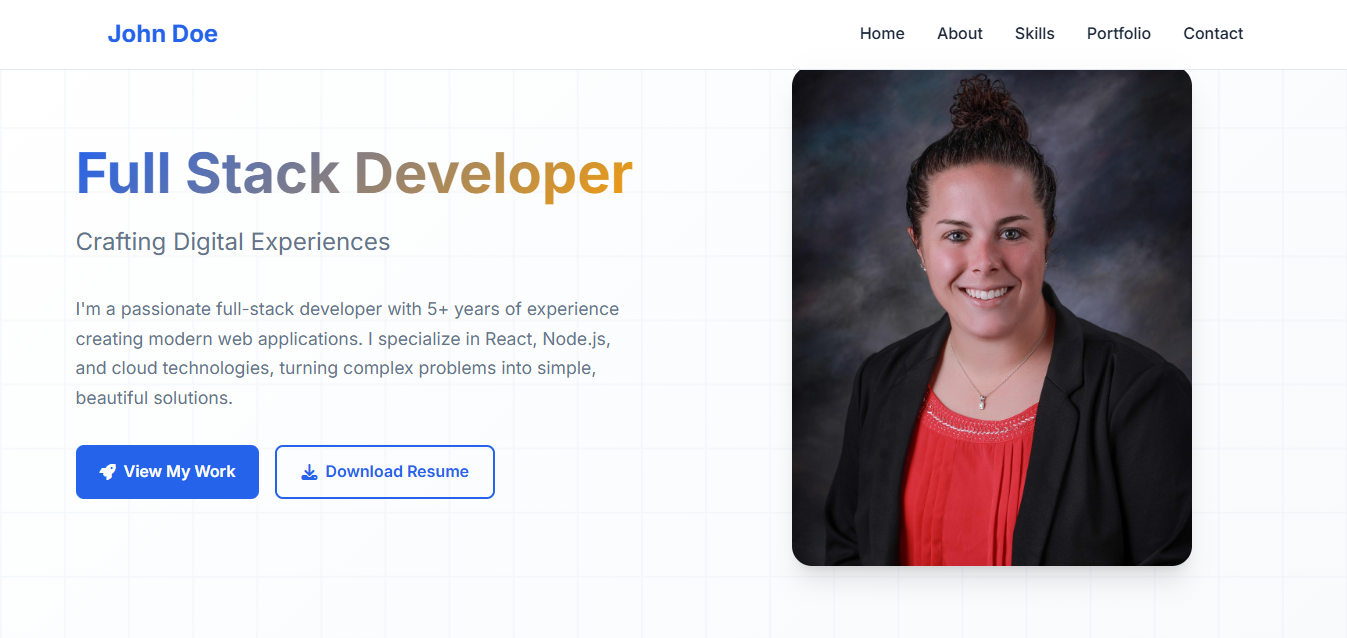 John Doe
Home About Skills Portfolio Contact
Full Stack Developer
Crafting Digital Experiences
I'm a passionate full-stack developer with 5+ years of experience
creating modern web applications. I specialize in React, Node.js,
and cloud technologies, turning complex problems into simple,
beautiful solutions.
View My Work
Download Resume